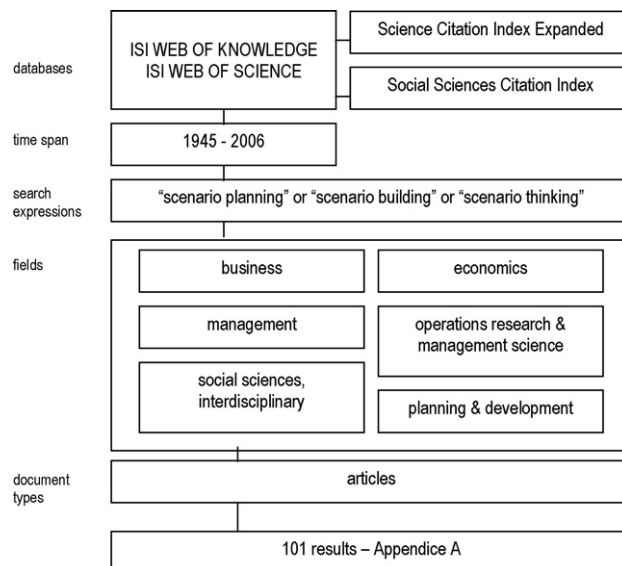 databases
ISI WEB OF KNOWLEDGE
ISI WEB OF SCIENCE
Science Citation Index Expanded
Social Sciences Citation Index
time span
1945 - 2006
search
expressions
“scenario planning” or “scenario building” or “scenario thinking”
fields
business
economics
management
operations research &
management science
social sciences,
interdisciplinary
planning & development
document
types
articles
101 results – Appendice A